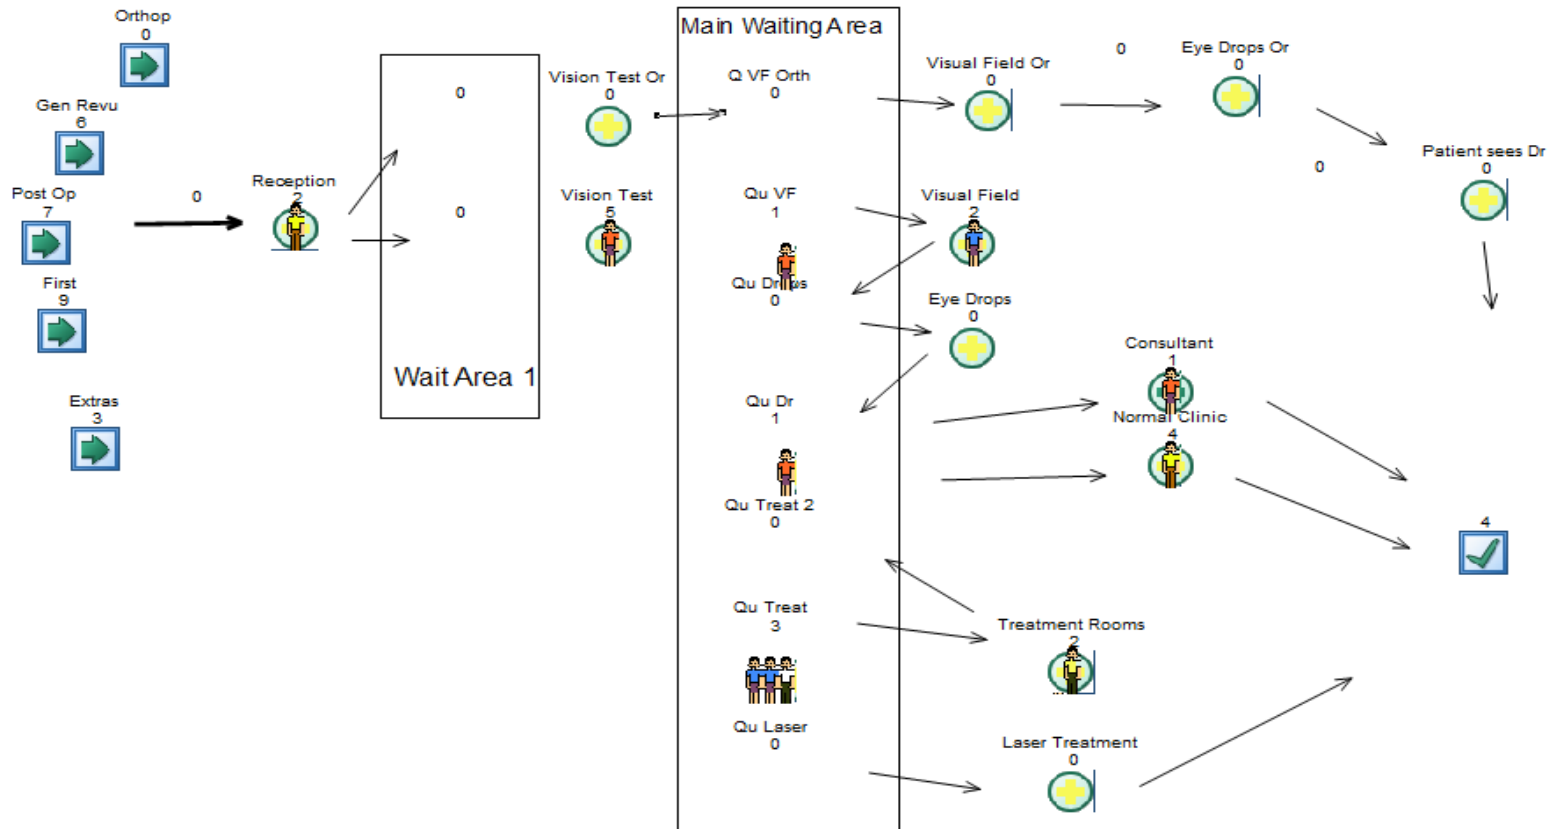 Orthop
0
Gen Revu
6
Post Op
7
First
9
Extras
3
0
Reception
2
0
0
Wait Area 1
Vision Test Or
0
Vision Test
5
Main Waiting Area
Q VF Orth
0
Qu VF
1
Qu Drops
0
Qu Dr
1
Qu Treat 2
0
Qu Treat
3
Qu Laser
0
Visual Field Or
0
0
Eye Drops Or
0
0
Patient sees Dr
0
Visual Field
2
Eye Drops
0
Consultant
1
Normal Clinic
4
4
Treatment Rooms
2
Laser Treatment
0